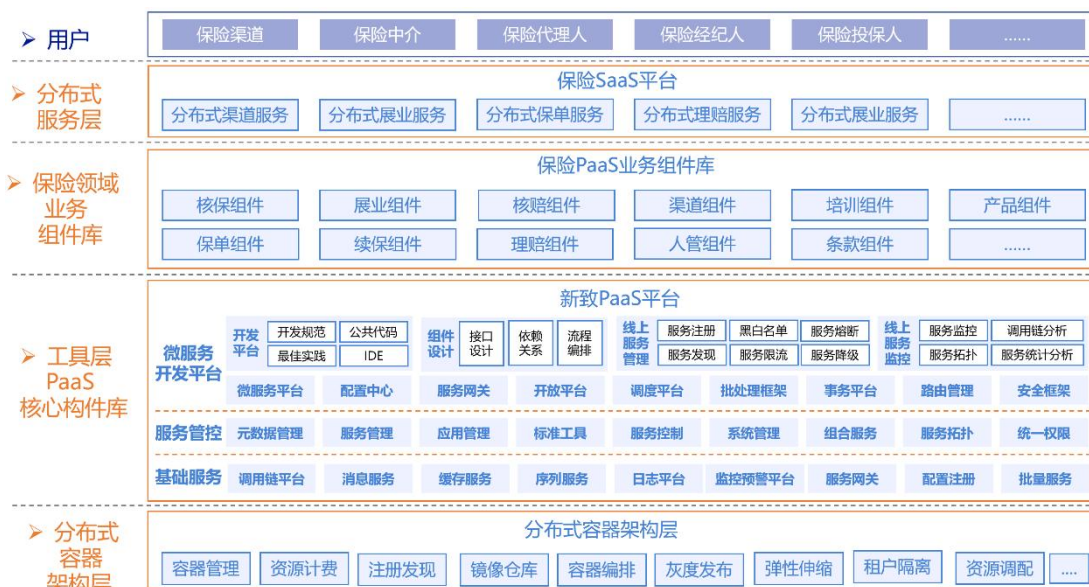 ➢ 用户
保险渠道 保险中介 保险代理人 保险经纪人 保险投保人 ......
➢ 分布式
服务层
保险SaaS平台
分布式渠道服务 分布式展业服务 分布式保单服务 分布式理赔服务 分布式展业服务 ......
➢ 保险领域
业务
组件库
保险PaaS业务组件库
核保组件 展业组件 核赔组件 渠道组件 培训组件 产品组件
保单组件 续保组件 理赔组件 人管组件 条款组件 ......
➢ 工具层
PaaS
核心构件库
新致PaaS平台
微服务
开发平台
开发
平台
开发规范 公共代码
最佳实践 IDE
组件
设计
接口
设计
依赖
关系
流程
编排
线上
服务
管理
服务注册 黑白名单 服务熔断
服务发现 服务限流 服务降级
线上
服务
监控
服务监控 调用链分析
服务拓扑 服务统计分析
微服务平台 配置中心 服务网关 开放平台 调度平台 批处理框架 事务平台 路由管理 安全框架
服务管控 元数据管理 服务管理 应用管理 标准工具 服务控制 系统管理 组合服务 服务拓扑 统一权限
基础服务 调用链平台 消息服务 缓存服务 序列服务 日志平台 监控预警平台 服务网关 配置注册 批量服务
➢ 分布式
容器
架构层
分布式容器架构层
容器管理 资源计费 注册发现 镜像仓库 容器编排 灰度发布 弹性伸缩 租户隔离 资源调配 ....